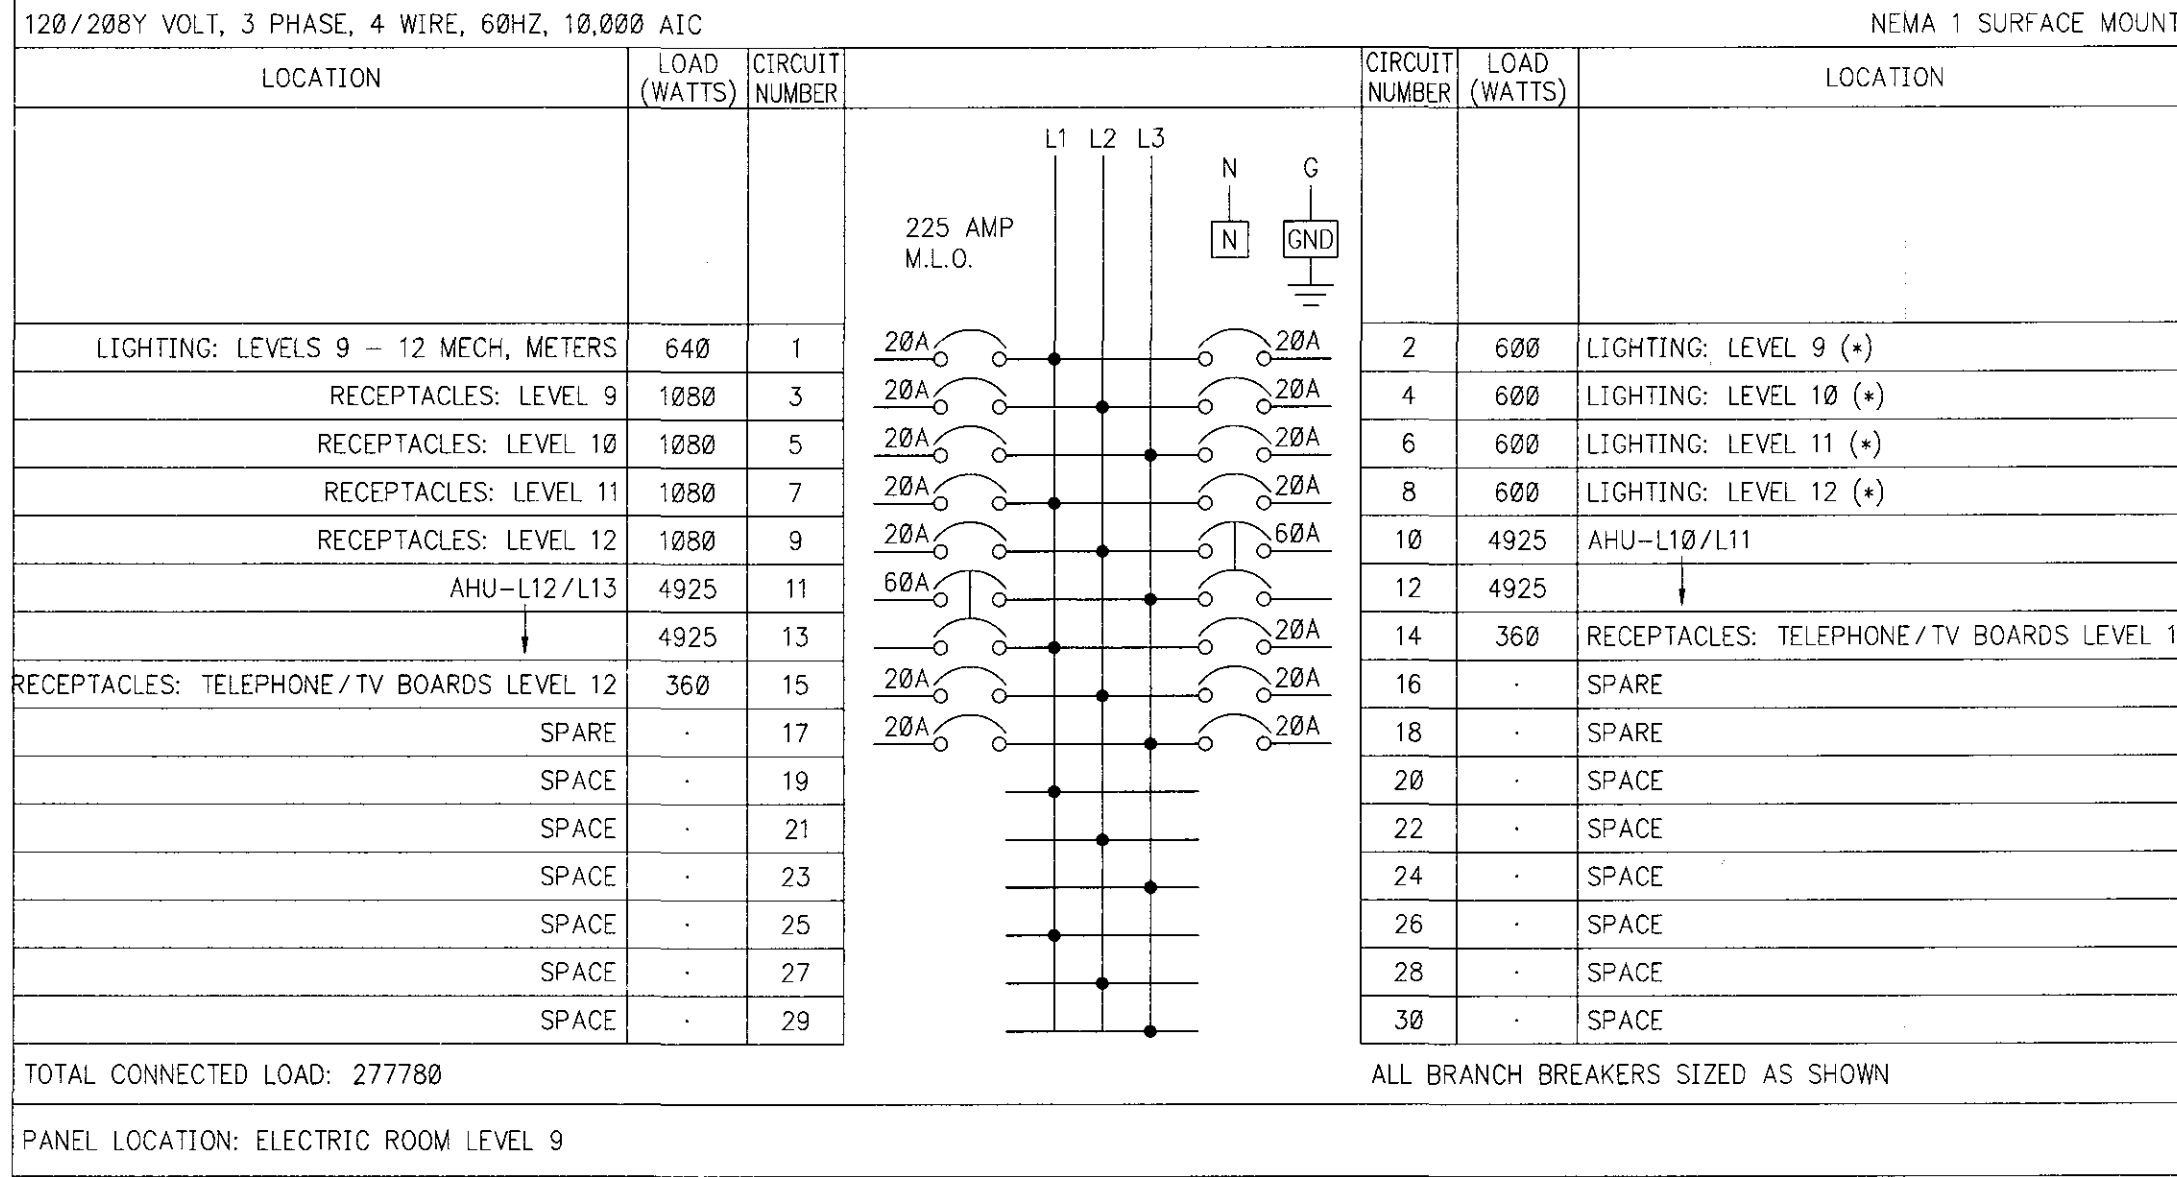 120/208Y VOLT, 3 PHASE, 4 WIRE, 60HZ, 10,000 AIC NEMA 1 SURFACE MOUNT
LOCATION LOAD (WATTS) CIRCUIT NUMBER CIRCUIT NUMBER LOAD (WATTS) LOCATION
L1 L2 L3
N G
225 AMP N GND
M.L.O.
LIGHTING: LEVELS 9 – 12 MECH, METERS 640 1 20A 20A 2 600 LIGHTING: LEVEL 9 (*)
RECEPTACLES: LEVEL 9 1080 3 20A 20A 4 600 LIGHTING: LEVEL 10 (*)
RECEPTACLES: LEVEL 10 1080 5 20A 20A 6 600 LIGHTING: LEVEL 11 (*)
RECEPTACLES: LEVEL 11 1080 7 20A 20A 8 600 LIGHTING: LEVEL 12 (*)
RECEPTACLES: LEVEL 12 1080 9 20A 60A 10 4925 AHU–L10/L11
AHU–L12/L13 4925 11 60A 12 4925
4925 13 20A 14 360 RECEPTACLES: TELEPHONE/TV BOARDS LEVEL 1
RECEPTACLES: TELEPHONE/TV BOARDS LEVEL 12 360 15 20A 20A 16 · SPARE
SPARE · 17 20A 20A 18 · SPARE
SPACE · 19 20 · SPACE
SPACE · 21 22 · SPACE
SPACE · 23 24 · SPACE
SPACE · 25 26 · SPACE
SPACE · 27 28 · SPACE
SPACE · 29 30 · SPACE
TOTAL CONNECTED LOAD: 277780 ALL BRANCH BREAKERS SIZED AS SHOWN
PANEL LOCATION: ELECTRIC ROOM LEVEL 9